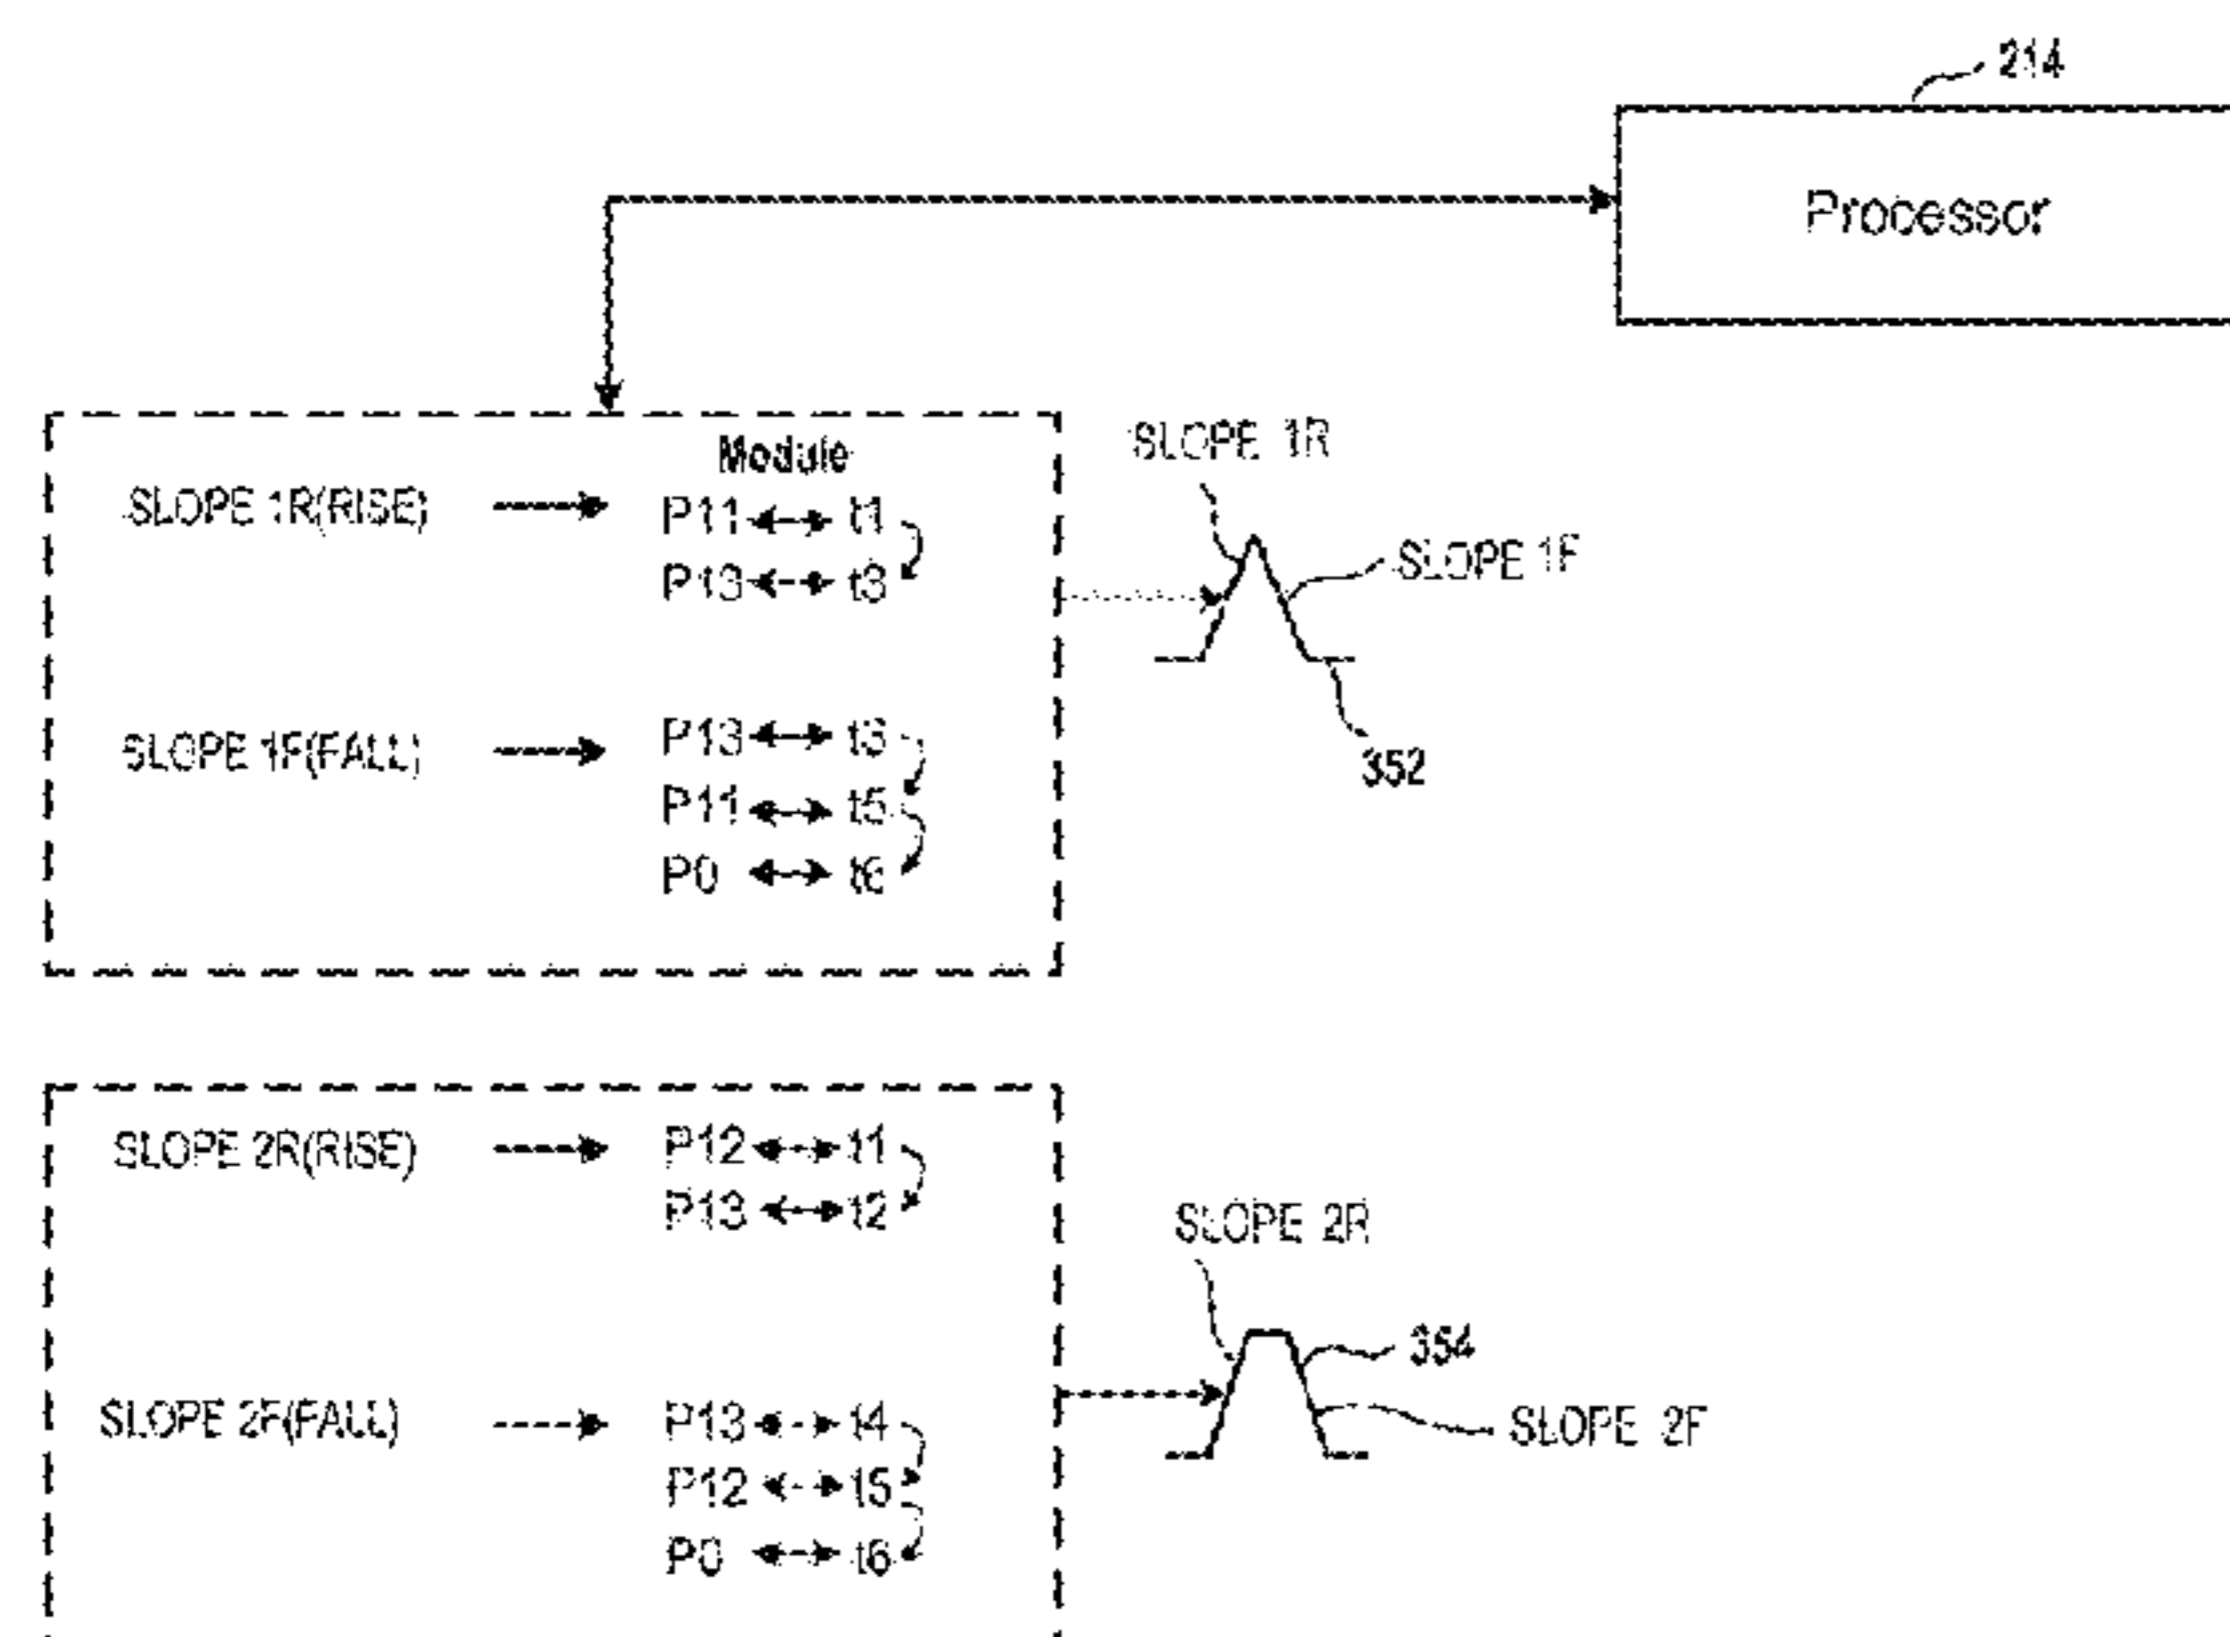 214
Processor
Module
SLOPE 1R(RISE)
P11 t1
P13 t3
SLOPE 1F(FALL)
P13 t3
P11 t5
P0 t6
SLOPE 1R
SLOPE 1F
352
SLOPE 2R(RISE)
P12 t1
P13 t2
SLOPE 2F(FALL)
P13 t4
P12 t5
P0 t6
SLOPE 2R
354
SLOPE 2F